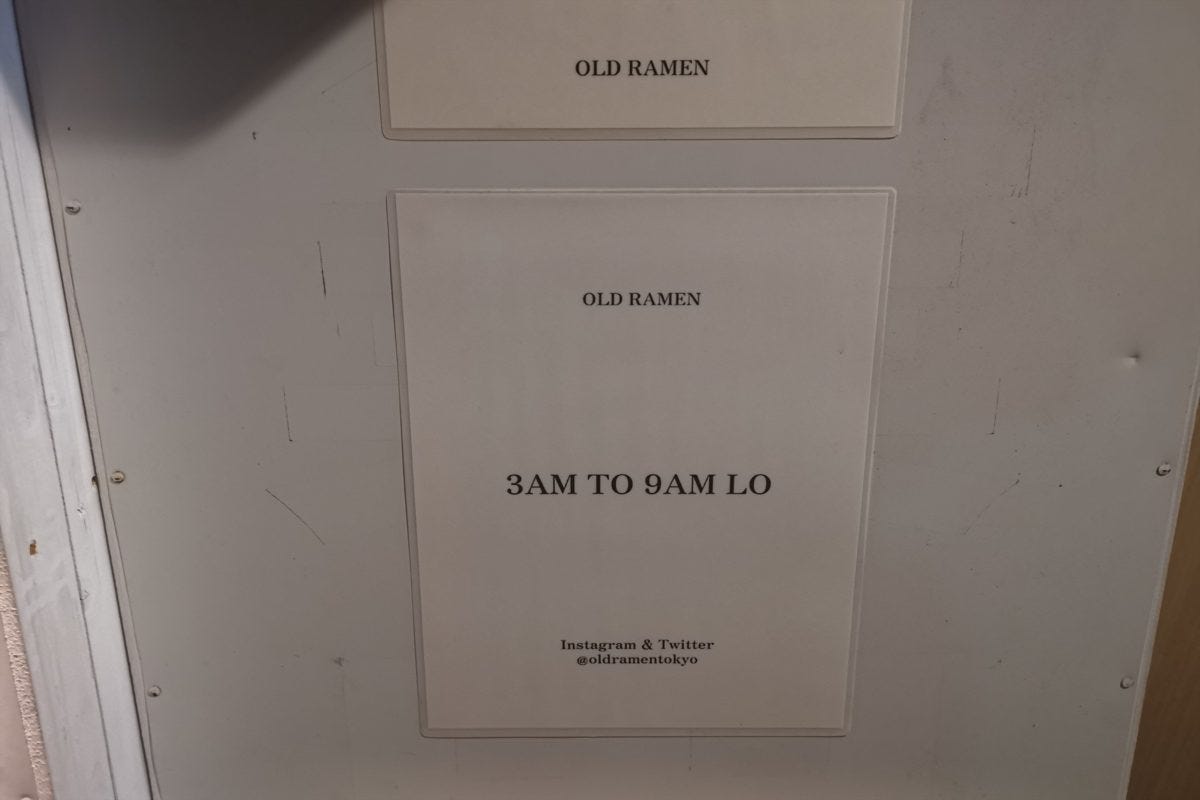 OLD RAMEN
OLD RAMEN
3AM TO 9AM LO
Instagram & Twitter
@oldramentokyo